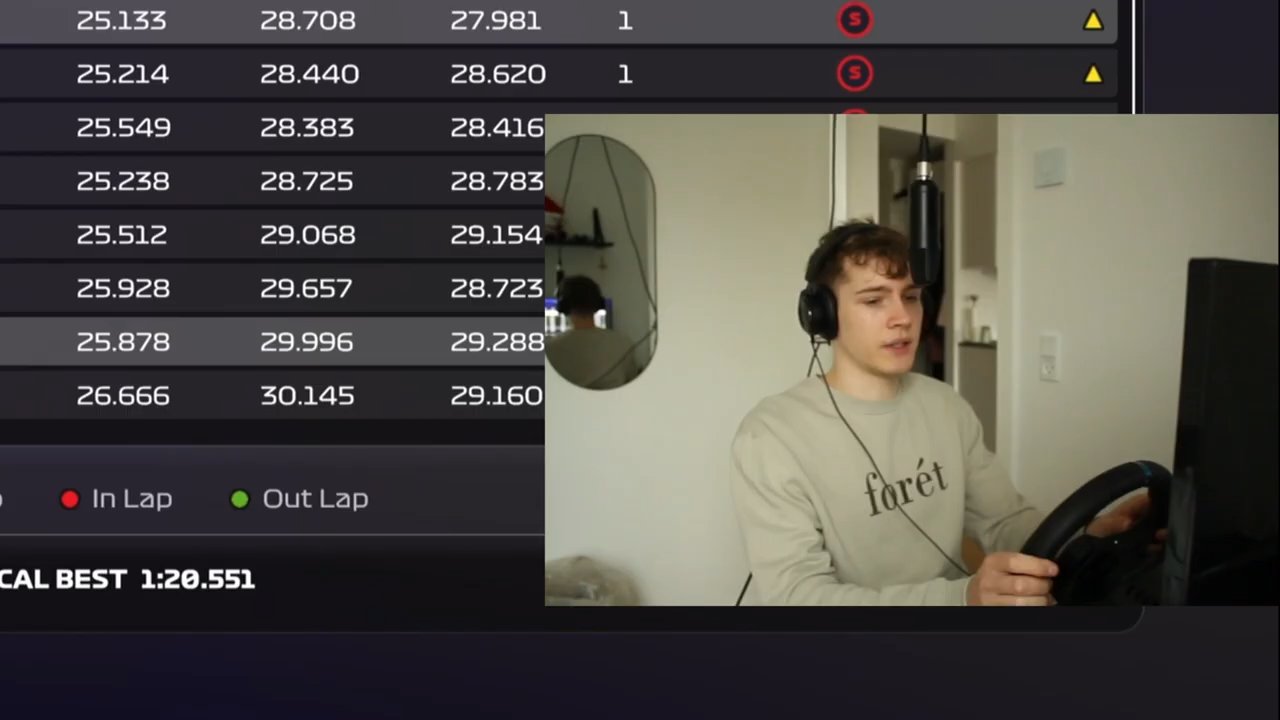 25.133 28.708 27.981 1 S
25.214 28.440 28.620 1 S
25.549 28.383 28.416
25.238 28.725 28.783
25.512 29.068 29.154
25.928 29.657 28.723
25.878 29.996 29.288
26.666 30.145 29.160
In Lap Out Lap
CAL BEST 1:20.551
forét